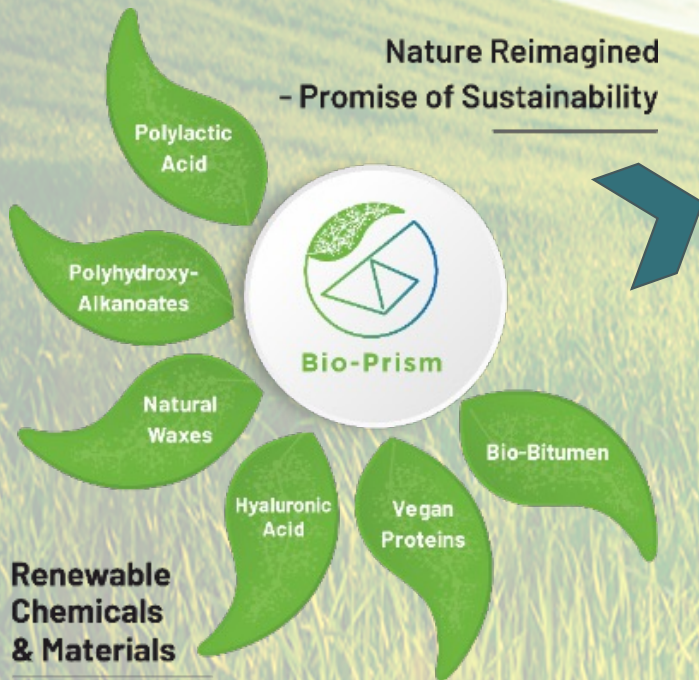 Nature Reimagined
– Promise of Sustainability
Polylactic
Acid
Polyhydroxy-
Alkanoates
Natural
Waxes
Hyaluronic
Acid
Vegan
Proteins
Bio-Bitumen
Bio-Prism
Renewable
Chemicals
& Materials